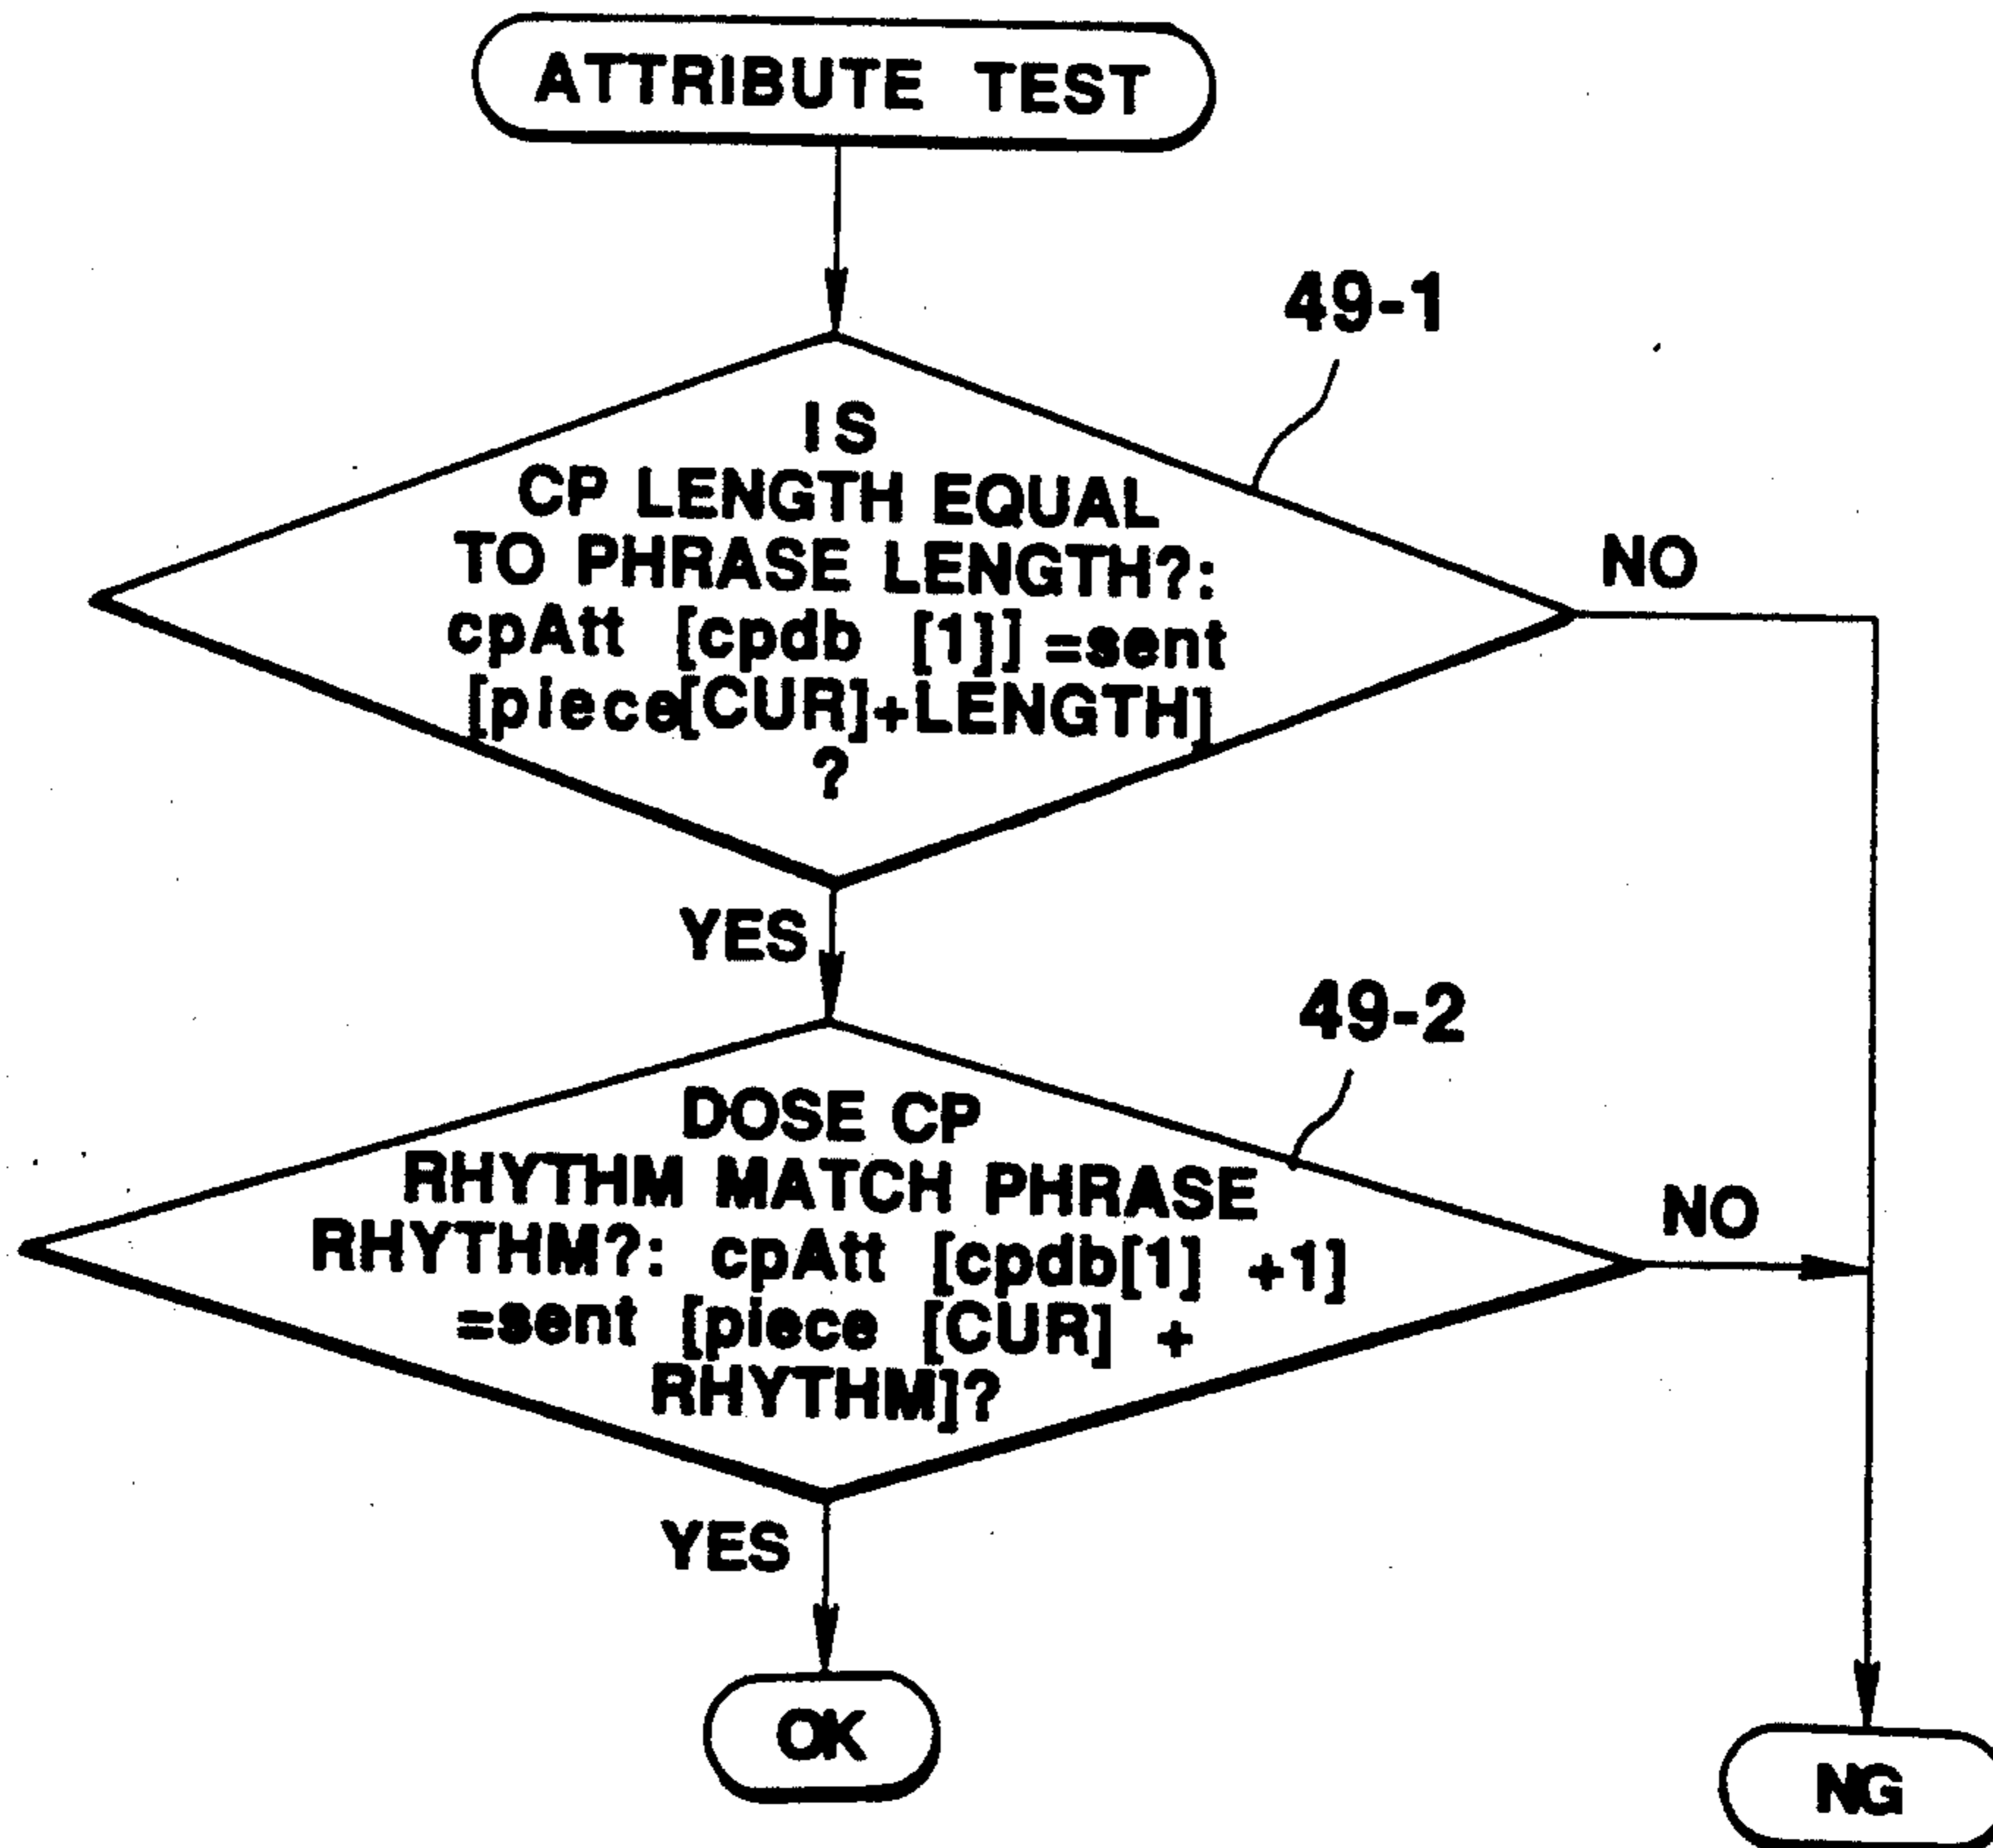 ATTRIBUTE TEST
49-1
IS
CP LENGTH EQUAL
TO PHRASE LENGTH?:
cpAtt [cpdb [1]] =sent
[piece[CUR]+LENGTH]
?
NO
YES
49-2
DOSE CP
RHYTHM MATCH PHRASE
RHYTHM?: cpAtt [cpdb[1] +1]
=sent [piece [CUR] +
RHYTHM]?
NO
YES
OK
NG